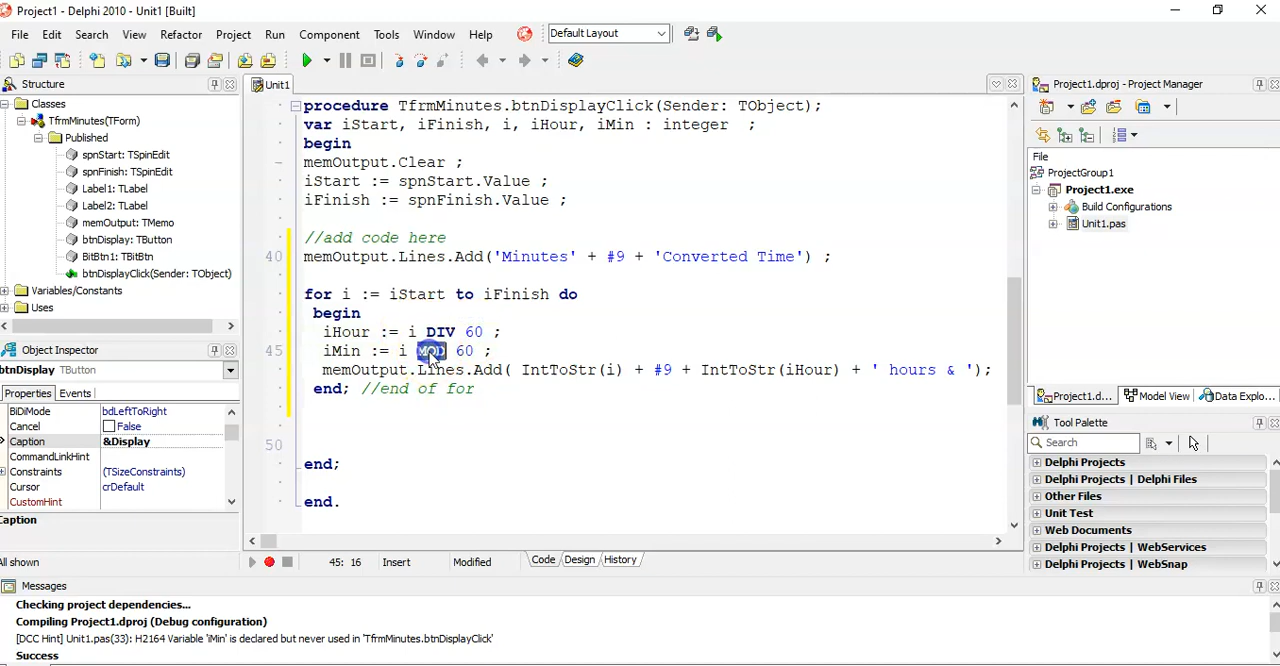 Project1 - Delphi 2010 - Unit1 [Built]
File Edit Search View Refactor Project Run Component Tools Window Help Default Layout
Structure
Classes
TfrmMinutes(TForm)
Published
spnStart: TSpinEdit
spnFinish: TSpinEdit
Label1: TLabel
Label2: TLabel
memOutput: TMemo
btnDisplay: TButton
BitBtn1: TBitBtn
btnDisplayClick(Sender: TObject)
Variables/Constants
Uses
Object Inspector
btnDisplay TButton
Properties Events
BiDiMode bdLeftToRight
Cancel False
Caption &Display
CommandLinkHint
Constraints (TSizeConstraints)
Cursor crDefault
CustomHint
Caption
All shown
Unit1
procedure TfrmMinutes.btnDisplayClick(Sender: TObject);
var iStart, iFinish, i, iHour, iMin : integer ;
begin
memOutput.Clear ;
iStart := spnStart.Value ;
iFinish := spnFinish.Value ;
//add code here
40 memOutput.Lines.Add('Minutes' + #9 + 'Converted Time') ;
for i := iStart to iFinish do
begin
iHour := i DIV 60 ;
45 iMin := i MOD 60 ;
memOutput.Lines.Add( IntToStr(i) + #9 + IntToStr(iHour) + ' hours & ');
end; //end of for
50
end;
end.
45: 16 Insert Modified Code Design History
Project1.dproj - Project Manager
File
ProjectGroup1
Project1.exe
Build Configurations
Unit1.pas
Project1.d... Model View Data Explo...
Tool Palette
Search
Delphi Projects
Delphi Projects | Delphi Files
Other Files
Unit Test
Web Documents
Delphi Projects | WebServices
Delphi Projects | WebSnap
Messages
Checking project dependencies...
Compiling Project1.dproj (Debug configuration)
[DCC Hint] Unit1.pas(33): H2164 Variable 'iMin' is declared but never used in 'TfrmMinutes.btnDisplayClick'
Success